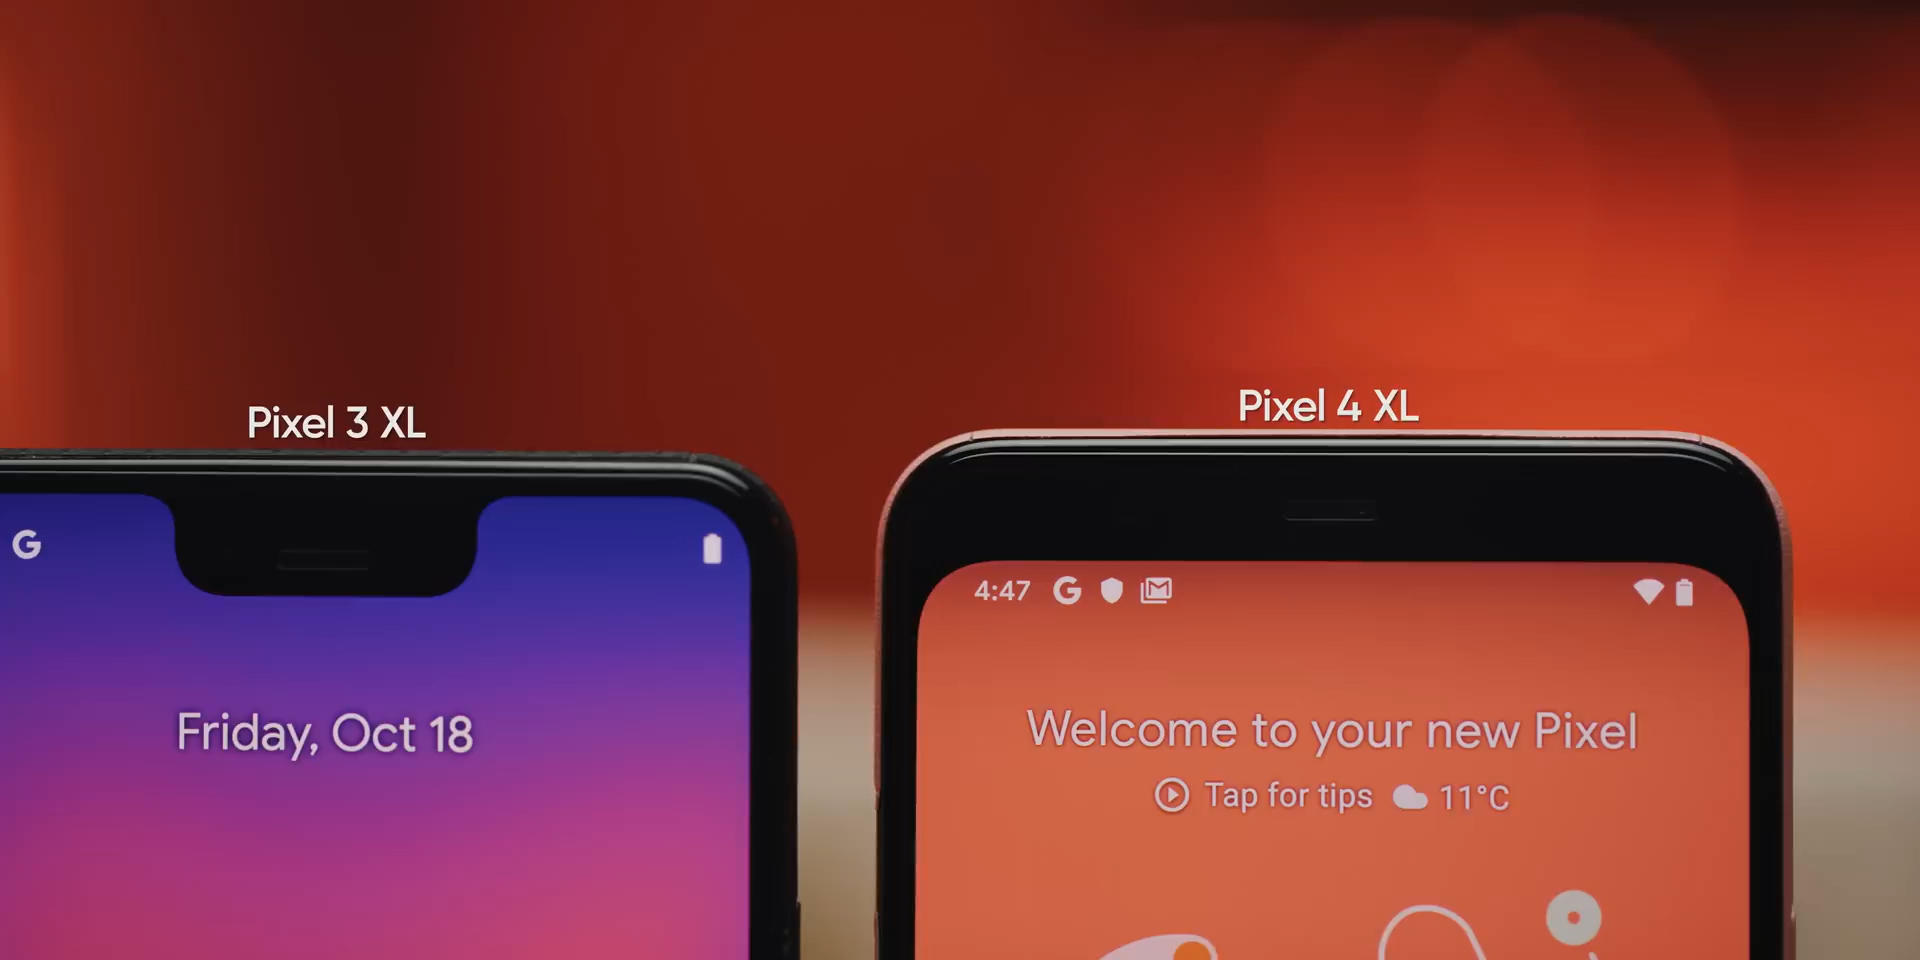 Pixel 3 XL
Pixel 4 XL
G
Friday, Oct 18
4:47 G
Welcome to your new Pixel
Tap for tips 11°C